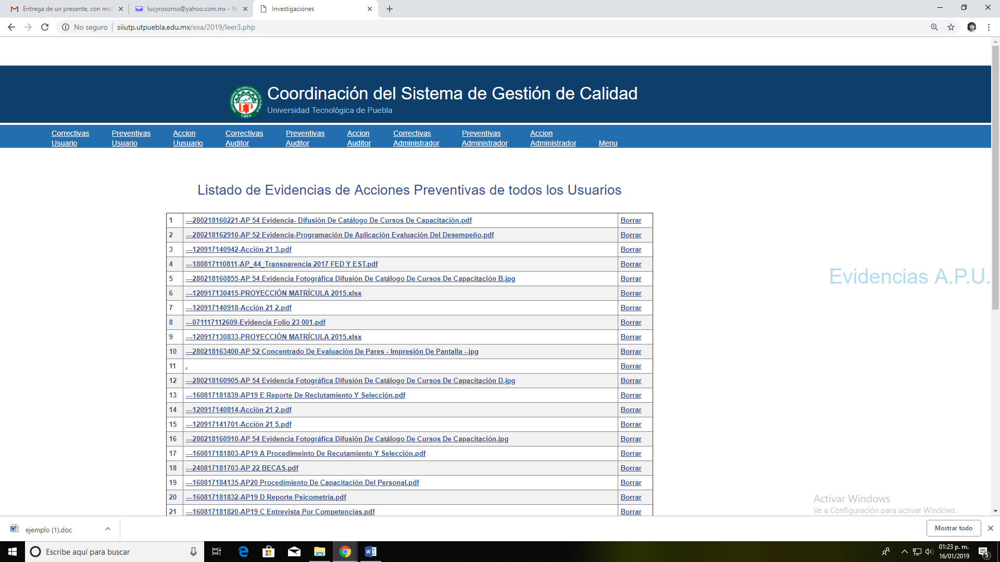 Entrega de un presente, con mot
lucyrosorno@yahoo.com.mx - Ya
Investigaciones
No seguro
siiutp.utpuebla.edu.mx/exa/2019/leer3.php
Coordinación del Sistema de Gestión de Calidad
Universidad Tecnológica de Puebla
Correctivas Usuario
Preventivas Usuario
Accion Uusuario
Correctivas Auditor
Preventivas Auditor
Accion Auditor
Correctivas Administrador
Preventivas Administrador
Accion Administrador
Menu
Listado de Evidencias de Acciones Preventivas de todos los Usuarios
1 ---280218160221-AP 54 Evidencia- Difusión De Catálogo De Cursos De Capacitación.pdf Borrar
2 ---280218162910-AP 52 Evidencia-Programación De Aplicación Evaluación Del Desempeño.pdf Borrar
3 ---120917140942-Acción 21 3.pdf Borrar
4 ---180817110811-AP_44_Transparencia 2017 FED Y EST.pdf Borrar
5 ---280218160855-AP 54 Evidencia Fotográfica Difusión De Catálogo De Cursos De Capacitación B.jpg Borrar
6 ---120917130415-PROYECCIÓN MATRÍCULA 2015.xlsx Borrar
7 ---120917140918-Acción 21 2.pdf Borrar
8 ---071117112609-Evidencia Folio 23 001.pdf Borrar
9 ---120917130833-PROYECCIÓN MATRÍCULA 2015.xlsx Borrar
10 ---280218163400-AP 52 Concentrado De Evaluación De Pares - Impresión De Pantalla -.jpg Borrar
11 . Borrar
12 ---280218160905-AP 54 Evidencia Fotográfica Difusión De Catálogo De Cursos De Capacitación D.jpg Borrar
13 ---160817181839-AP19 E Reporte De Reclutamiento Y Selección.pdf Borrar
14 ---120917140814-Acción 21 2.pdf Borrar
15 ---120917141701-Acción 21 5.pdf Borrar
16 ---280218160910-AP 54 Evidencia Fotográfica Difusión De Catálogo De Cursos De Capacitación.jpg Borrar
17 ---160817181803-AP19 A Procedimeinto De Recutamiento Y Selección.pdf Borrar
18 ---240817181703-AP 22 BECAS.pdf Borrar
19 ---160817184135-AP20 Procedimiento De Capacitación Del Personal.pdf Borrar
20 ---160817181832-AP19 D Reporte Psicometría.pdf Borrar
21 ---160817181820-AP19 C Entrevista Por Competencias.pdf Borrar
Evidencias A.P.U.
Activar Windows
Ve a Configuración para activar Windows.
ejemplo (1).doc
Mostrar todo
Escribe aquí para buscar
01:23 p. m.
16/01/2019
5